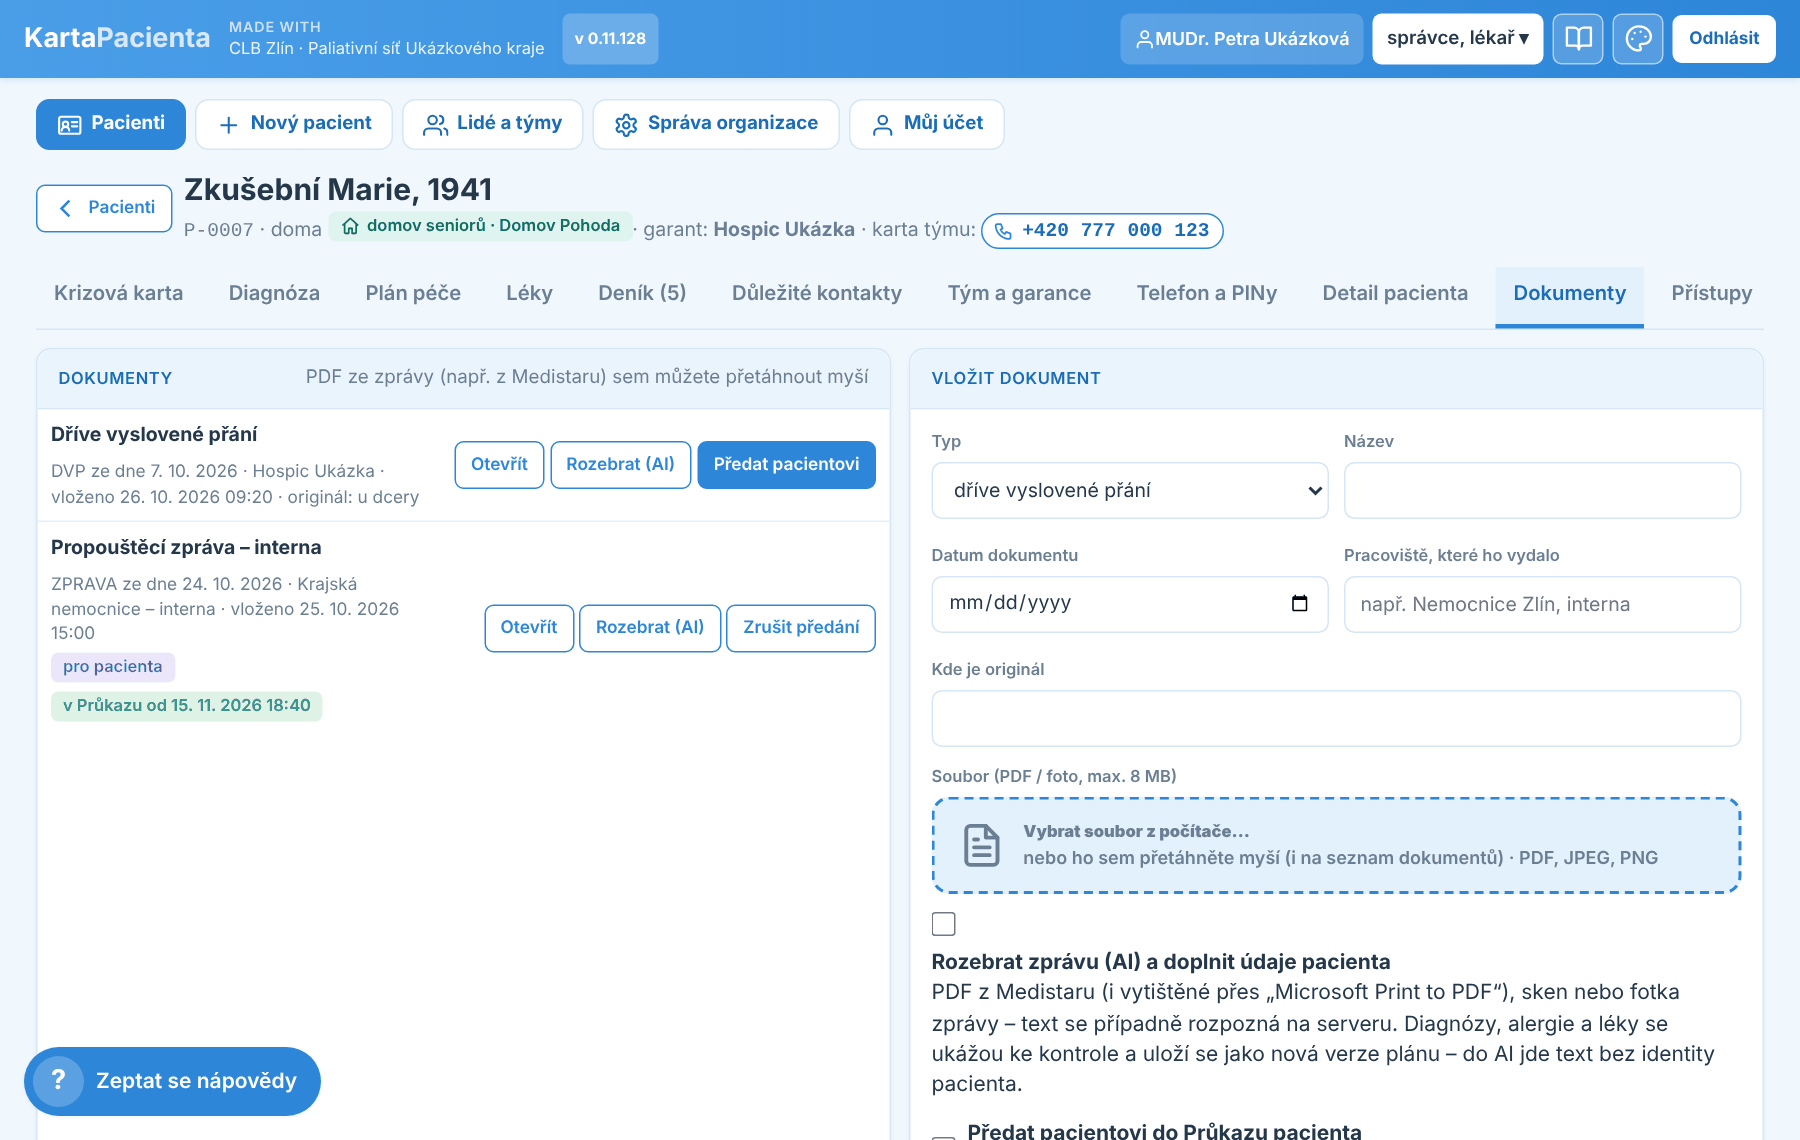 KartaPacienta
MADE WITH
CLB Zlín · Paliativní síť Ukázkového kraje
v 0.11.128
MUDr. Petra Ukázková
správce, lékař ▾
Odhlásit
Pacienti
Nový pacient
Lidé a týmy
Správa organizace
Můj účet
Pacienti
Zkušební Marie, 1941
P-0007 · doma domov seniorů · Domov Pohoda · garant: Hospic Ukázka · karta týmu: +420 777 000 123
Krizová karta
Diagnóza
Plán péče
Léky
Deník (5)
Důležité kontakty
Tým a garance
Telefon a PINy
Detail pacienta
Dokumenty
Přístupy
DOKUMENTY
PDF ze zprávy (např. z Medistaru) sem můžete přetáhnout myší
Dříve vyslovené přání
DVP ze dne 7. 10. 2026 · Hospic Ukázka ·
vloženo 26. 10. 2026 09:20 · originál: u dcery
Otevřít
Rozebrat (AI)
Předat pacientovi
Propouštěcí zpráva – interna
ZPRAVA ze dne 24. 10. 2026 · Krajská
nemocnice – interna · vloženo 25. 10. 2026
15:00
pro pacienta
v Průkazu od 15. 11. 2026 18:40
Otevřít
Rozebrat (AI)
Zrušit předání
VLOŽIT DOKUMENT
Typ
dříve vyslovené přání
Název
Datum dokumentu
mm/dd/yyyy
Pracoviště, které ho vydalo
např. Nemocnice Zlín, interna
Kde je originál
Soubor (PDF / foto, max. 8 MB)
Vybrat soubor z počítače…
nebo ho sem přetáhněte myší (i na seznam dokumentů) · PDF, JPEG, PNG
Rozebrat zprávu (AI) a doplnit údaje pacienta
PDF z Medistaru (i vytištěné přes „Microsoft Print to PDF“), sken nebo fotka
zprávy – text se případně rozpozná na serveru. Diagnózy, alergie a léky se
ukážou ke kontrole a uloží se jako nová verze plánu – do AI jde text bez identity
pacienta.
Předat pacientovi do Průkazu pacienta
? Zeptat se nápovědy